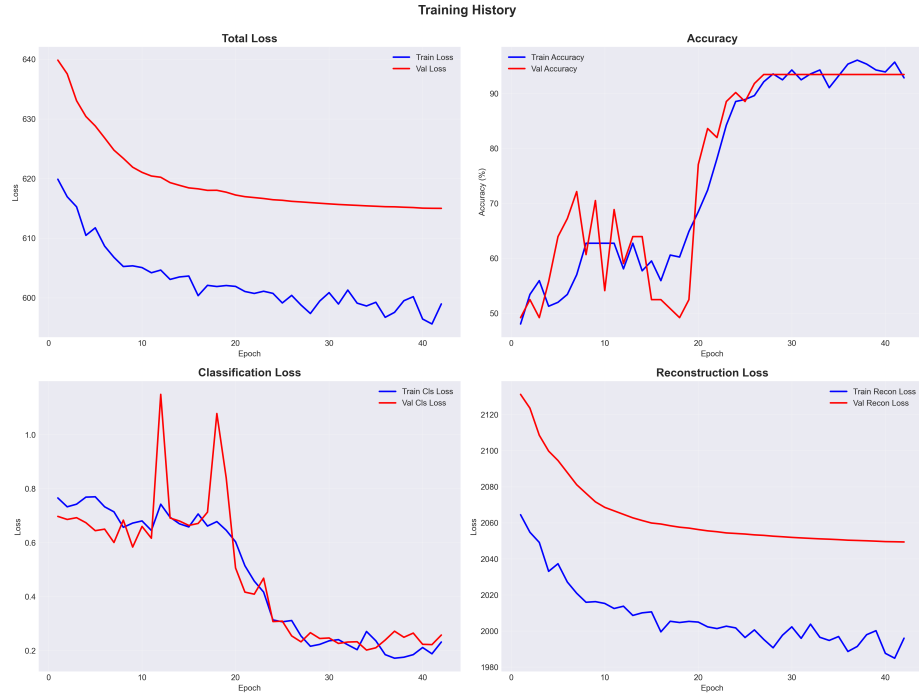 Training History
Total Loss
Train Loss
Val Loss
640
630
620
610
600
0
10
20
30
40
Loss
Epoch
Accuracy
Train Accuracy
Val Accuracy
90
80
70
60
50
0
10
20
30
40
Accuracy (%)
Epoch
Classification Loss
Train Cls Loss
Val Cls Loss
1.0
0.8
0.6
0.4
0.2
0
10
20
30
40
Loss
Epoch
Reconstruction Loss
Train Recon Loss
Val Recon Loss
2120
2100
2080
2060
2040
2020
2000
1980
0
10
20
30
40
Loss
Epoch